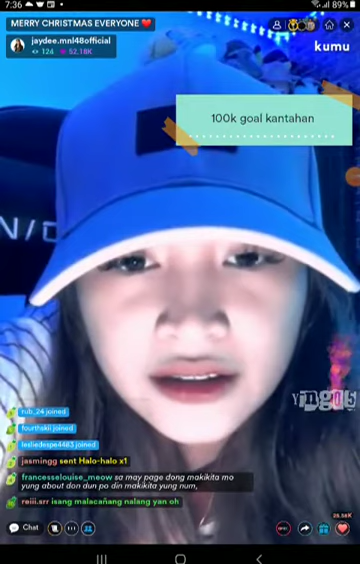 7:36
89%
MERRY CHRISTMAS EVERYONE
jaydee.mnl48official
124 52.18K
kumu
100k goal kantahan
rub_24 joined
fourthskii joined
lesliedespe4483 joined
jasmingg sent Halo-halo x1
francesselouise_meow sa may page dong makikita mo
yung about don dun po din makikita yung num,
reiii.srr isang malacañang nalang yan oh
Chat